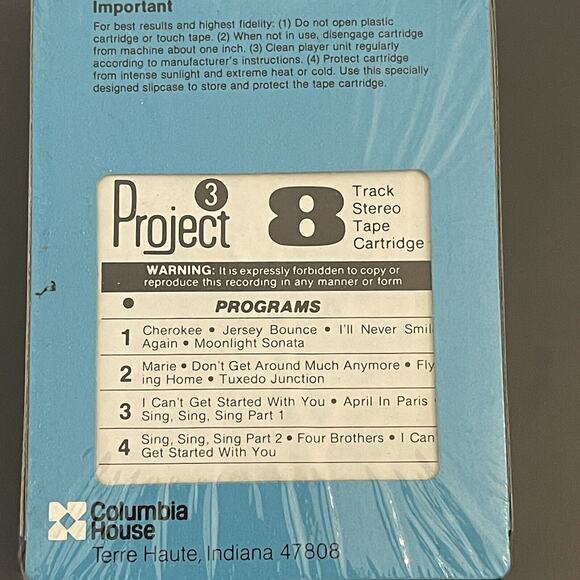 Important
For best results and highest fidelity: (1) Do not open plastic
cartridge or touch tape. (2) When not in use, disengage cartridge
from machine about one inch. (3) Clean player unit regularly
according to manufacturer's instructions. (4) Protect cartridge
from intense sunlight and extreme heat or cold. Use this specially
designed slipcase to store and protect the tape cartridge.
Project 3
8 Track
Stereo
Tape
Cartridge
WARNING: It is expressly forbidden to copy or
reproduce this recording in any manner or form
● PROGRAMS
1 Cherokee • Jersey Bounce • I'll Never Smil
Again • Moonlight Sonata
2 Marie • Don't Get Around Much Anymore • Fly
ing Home • Tuxedo Junction
3 I Can't Get Started With You • April In Paris •
Sing, Sing, Sing Part 1
4 Sing, Sing, Sing Part 2 • Four Brothers • I Can
Get Started With You
Columbia
House
Terre Haute, Indiana 47808